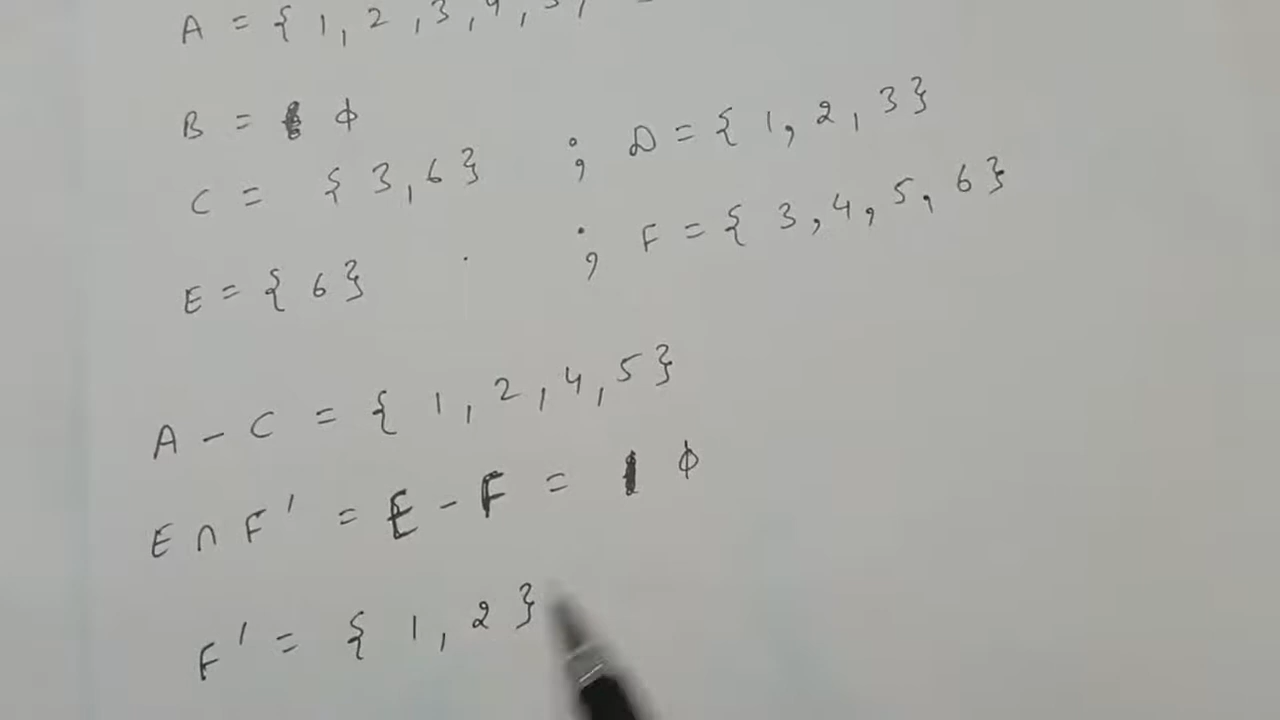 A = { 1, 2, 3, 4, 5,
B = ϕ
C = { 3, 6 } ; D = { 1, 2, 3 }
E = { 6 } ; F = { 3, 4, 5, 6 }
A - C = { 1, 2, 4, 5 }
E ∩ F' = E - F = ϕ
F' = { 1, 2 }